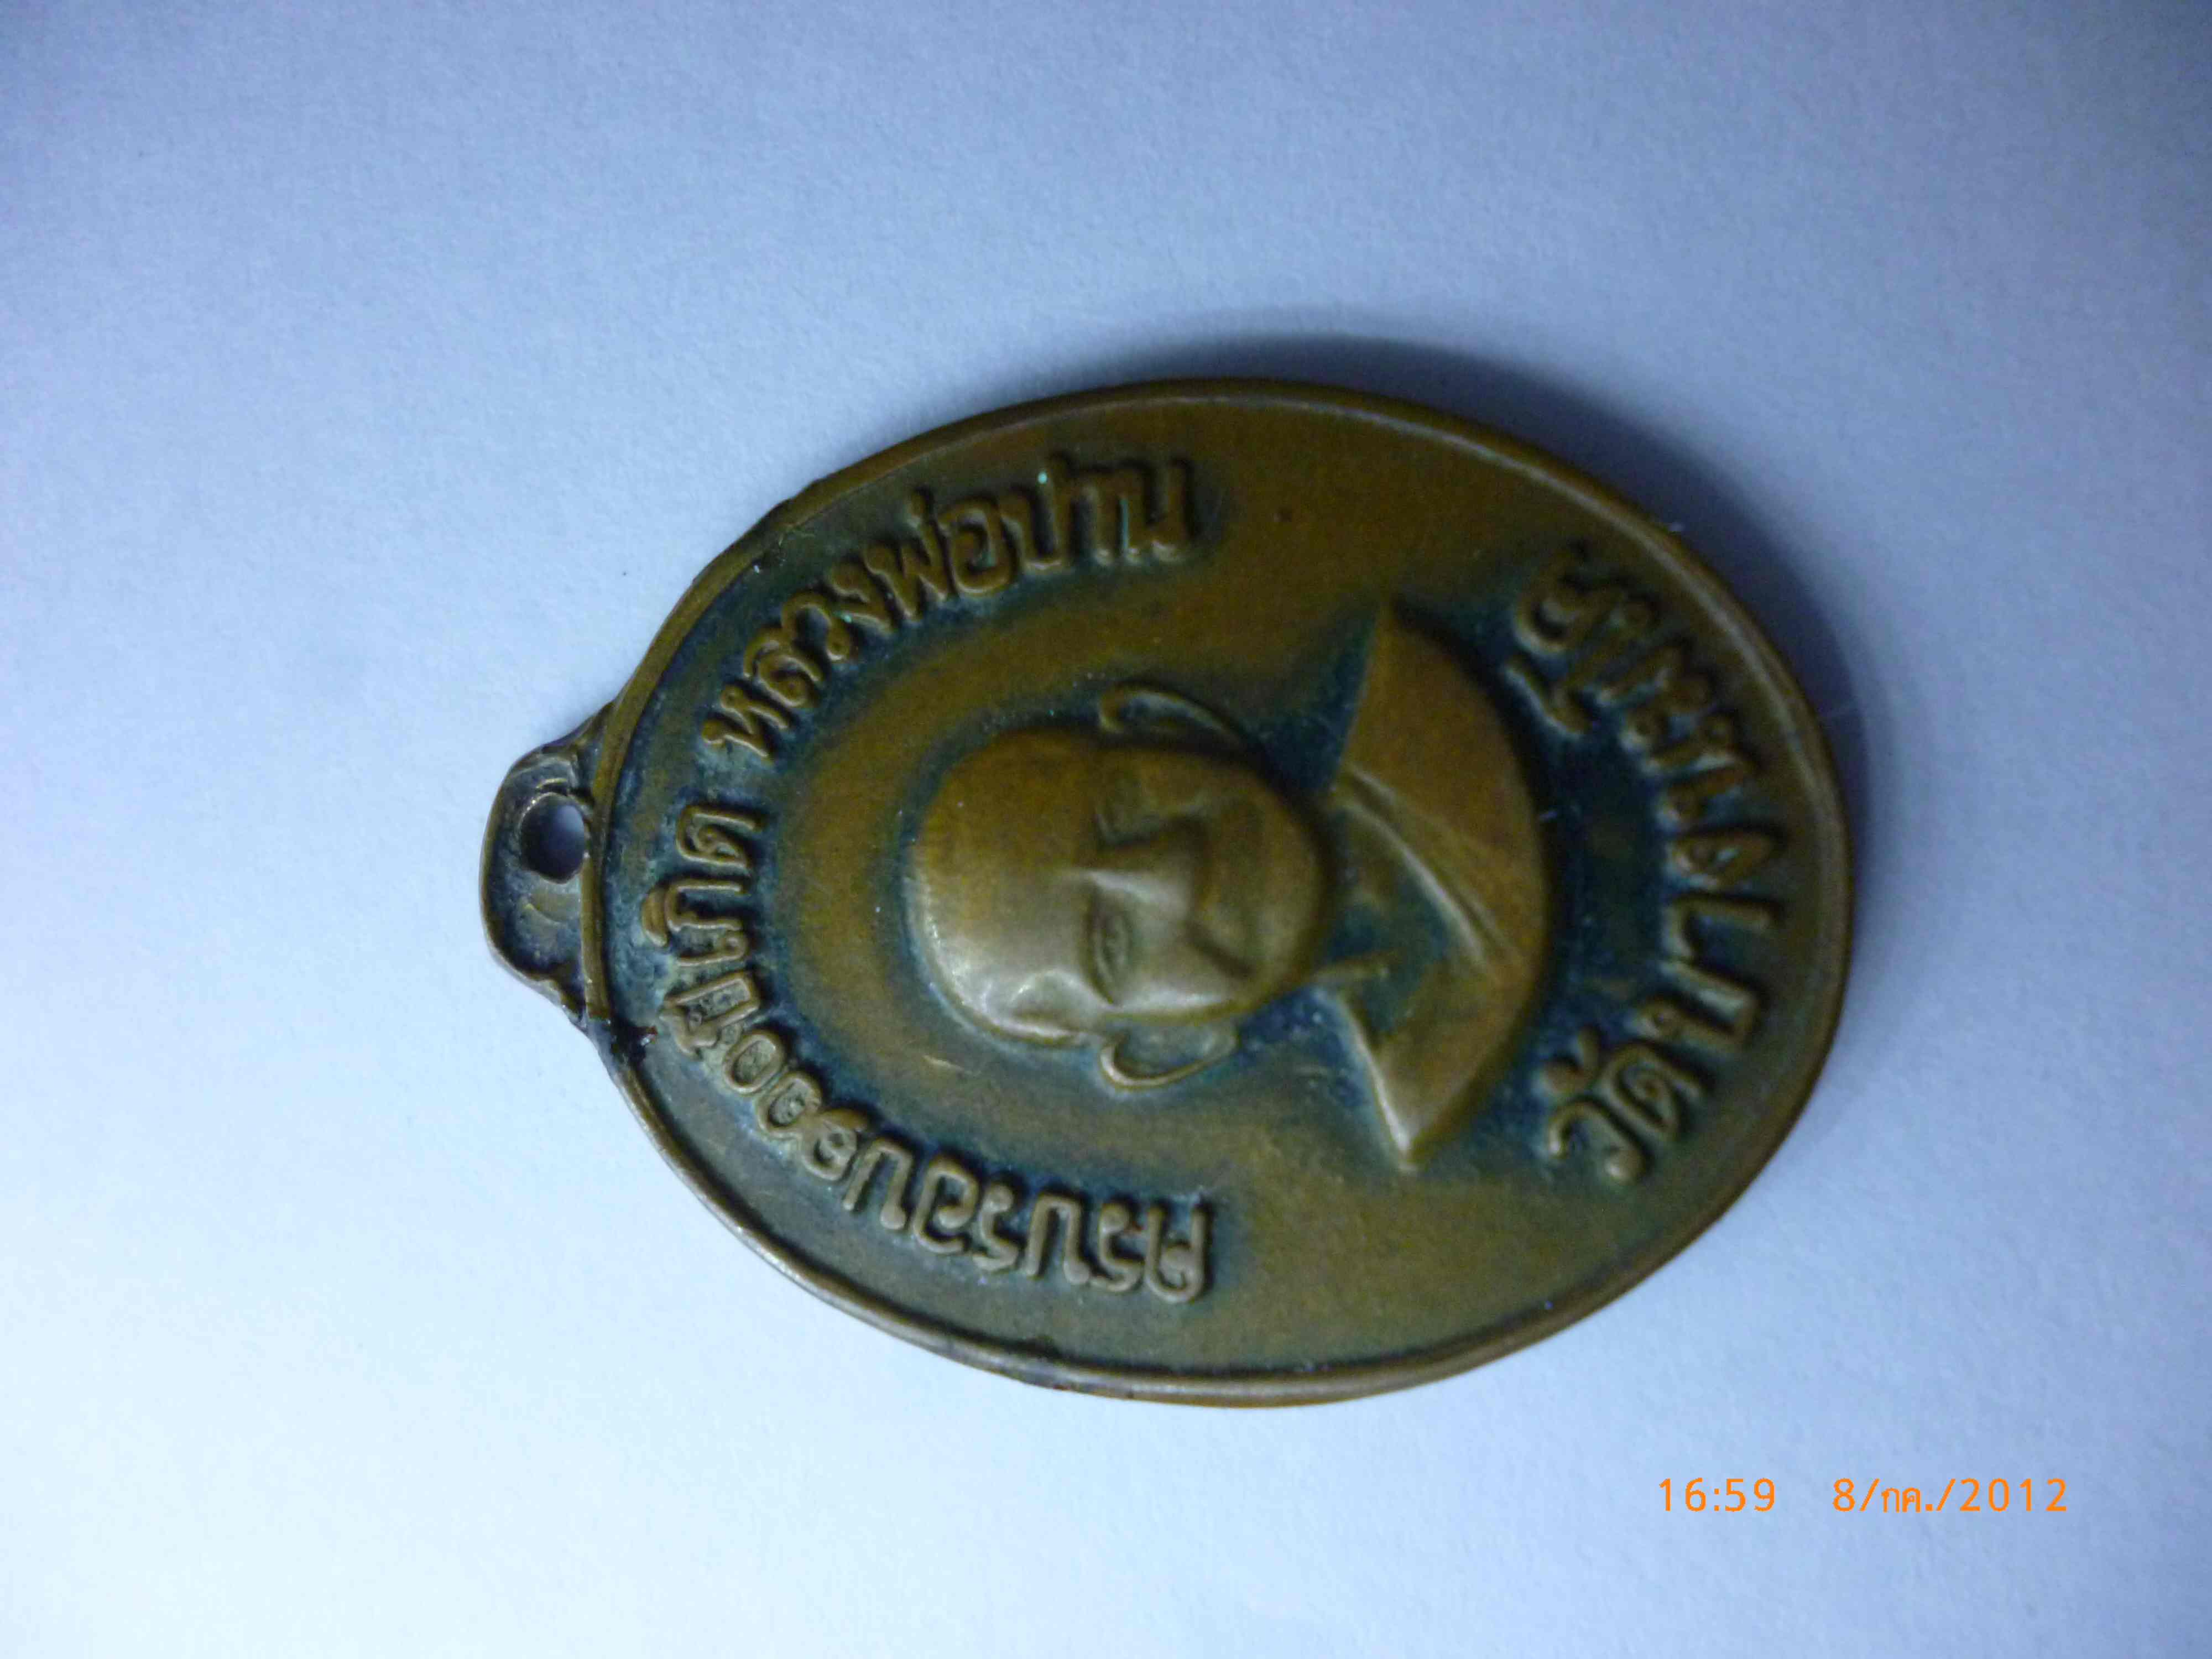 ครบรอบ๑๐๐ปีเกิด หลวงพ่อปาน
วัดบางนมโค
16:59 8/กค./2012